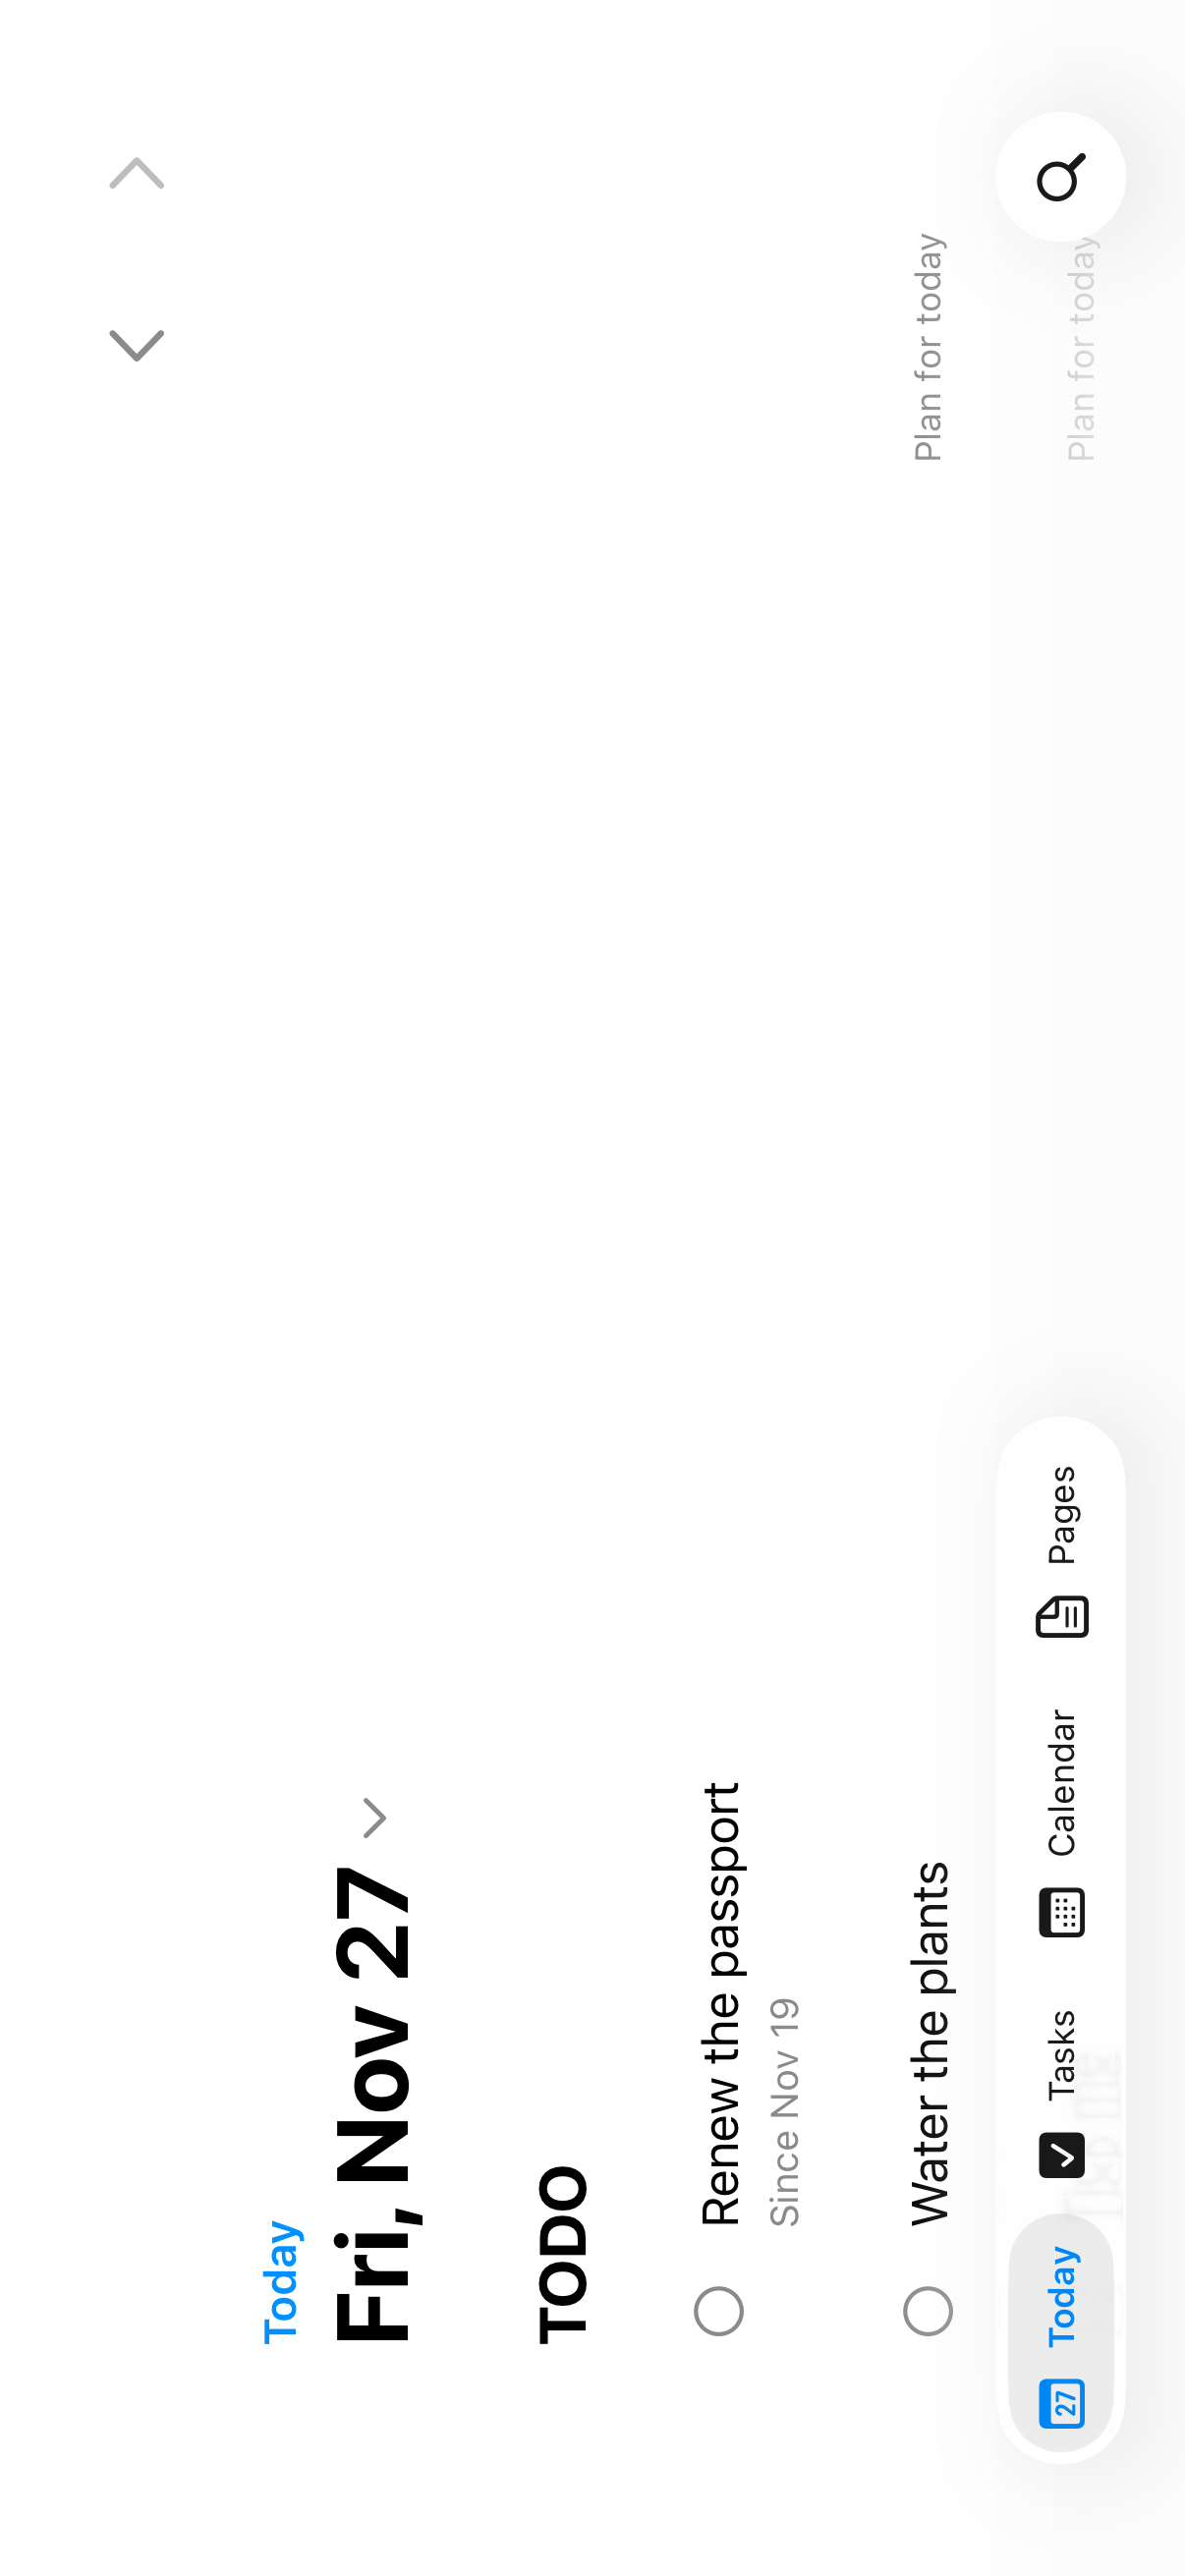 Today
Fri, Nov 27
TODO
Renew the passport
Since Nov 19
Water the plants
Plan for today
Plan for today
27 Today
Tasks
Calendar
Pages